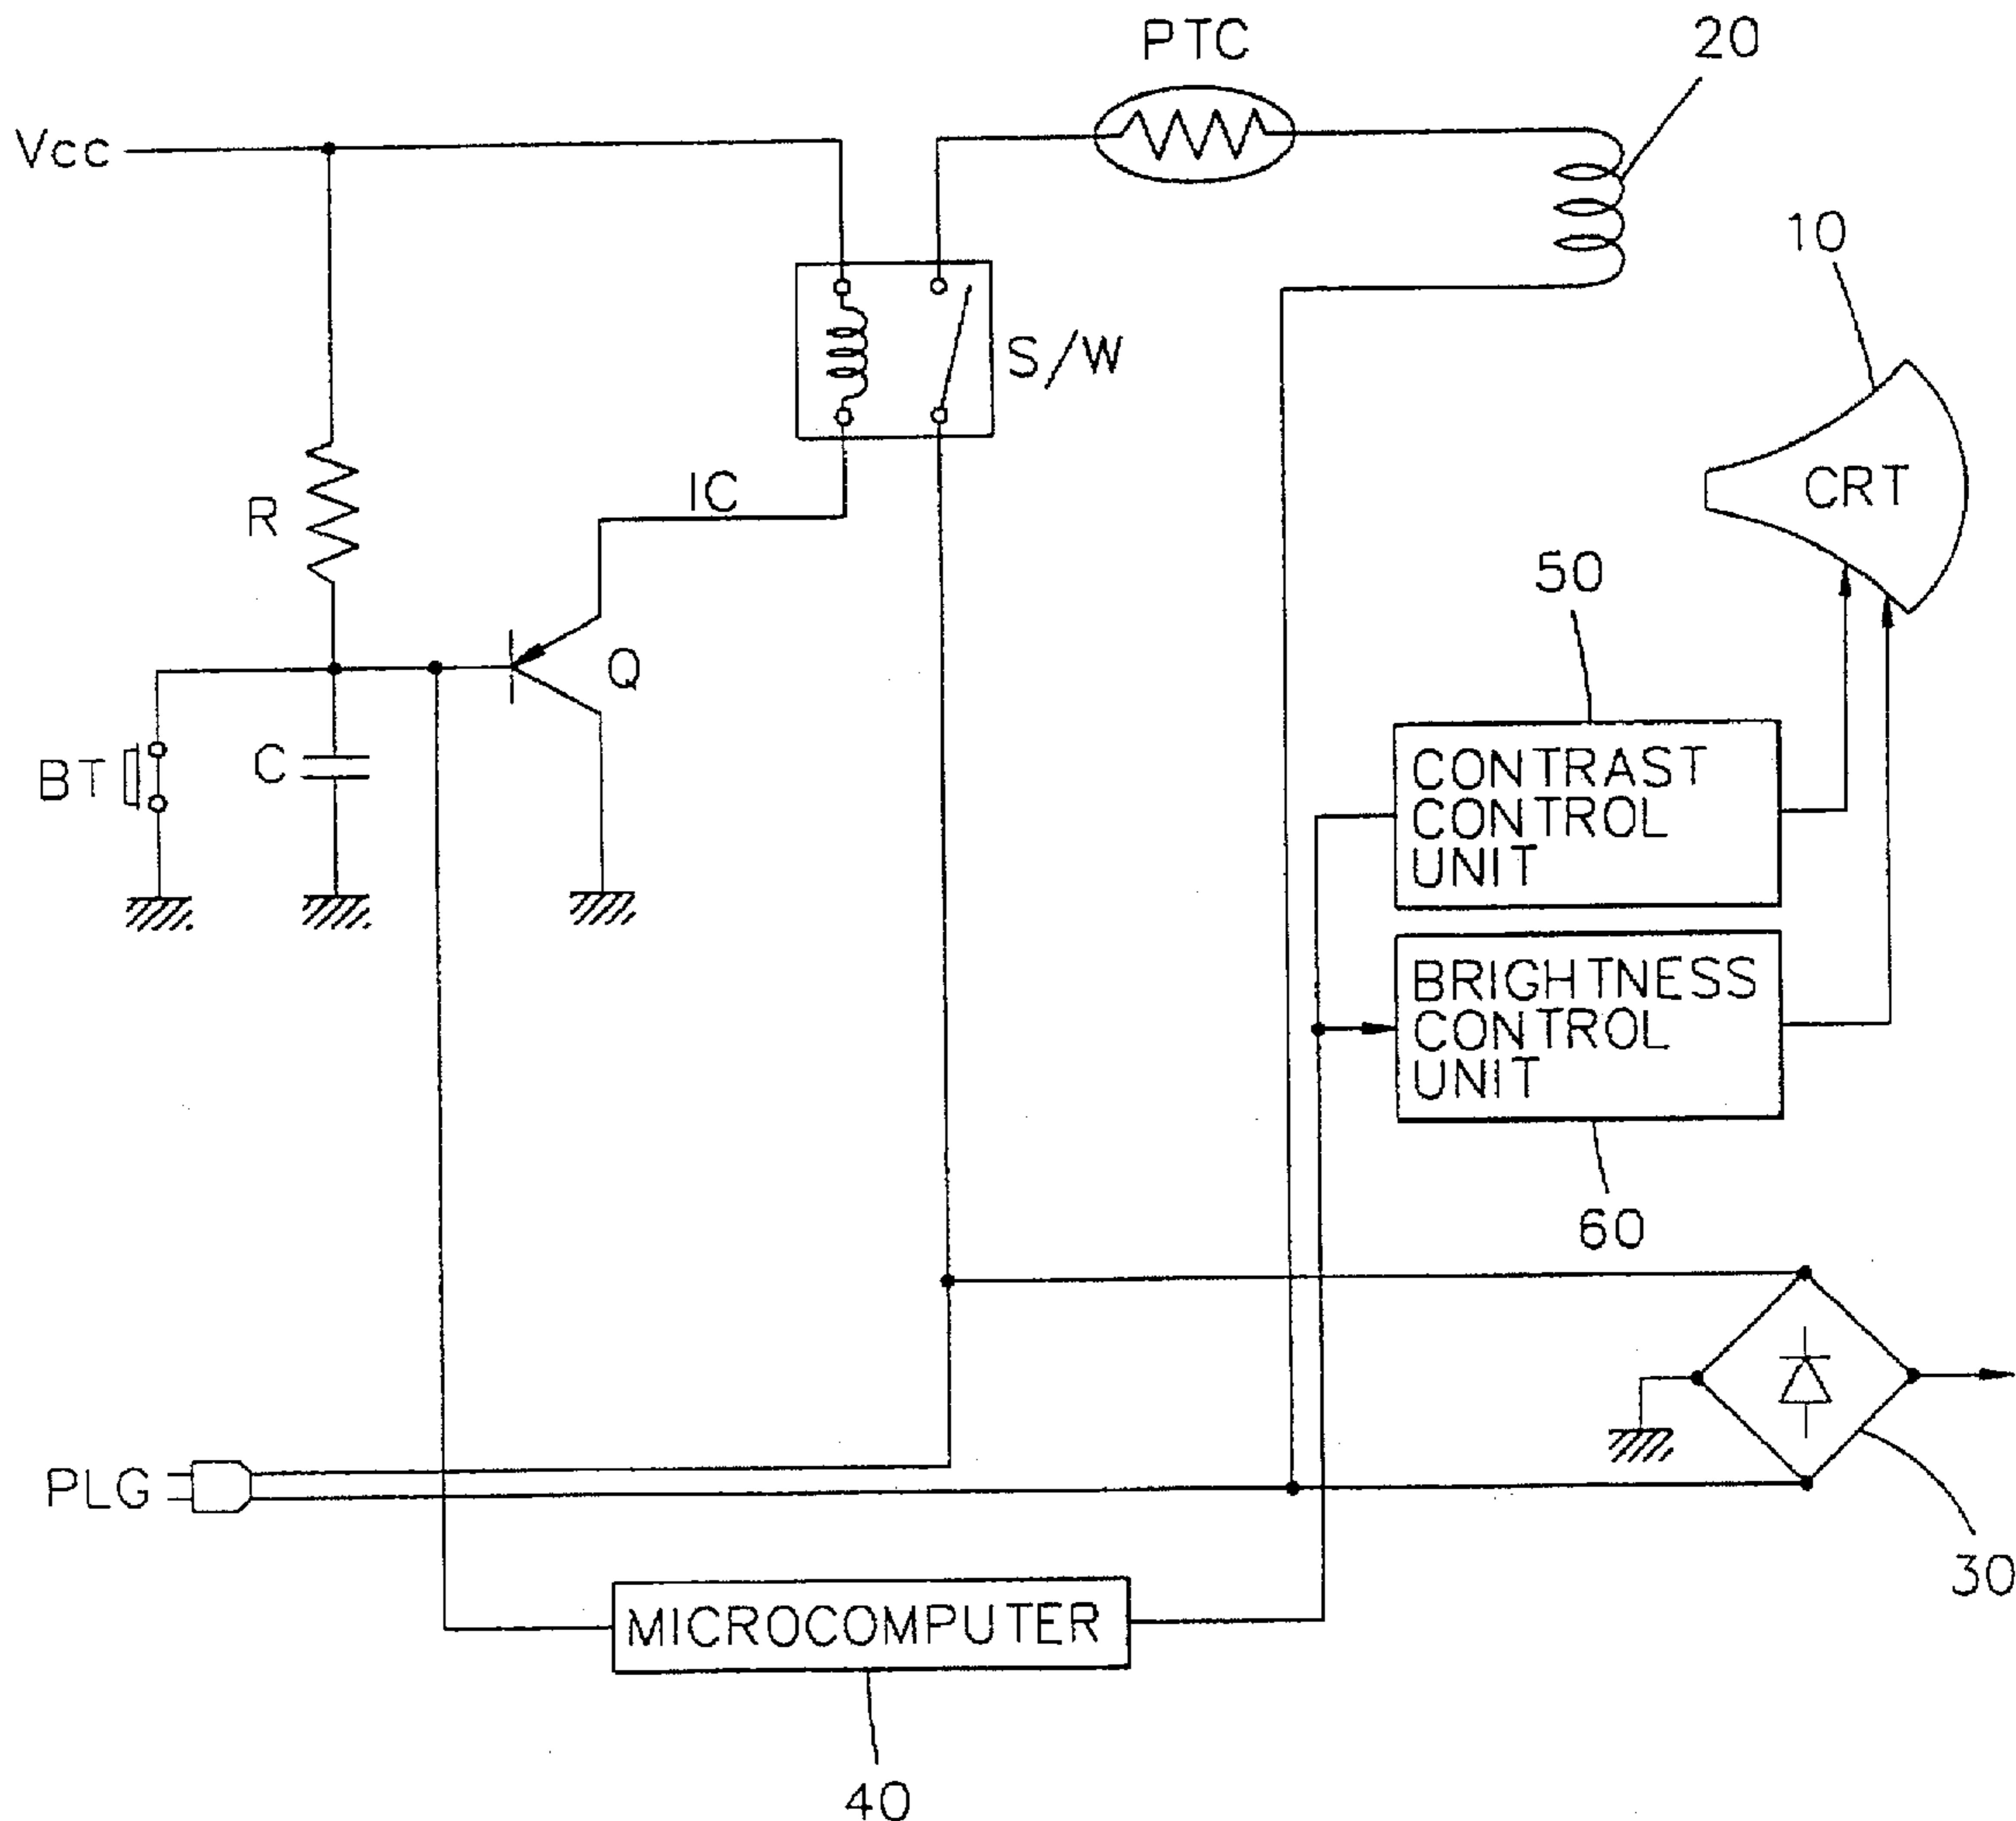 PTC
20
Vcc
10
S/W
CRT
IC
R
50
Q
BT
C
CONTRAST
CONTROL
UNIT
BRIGHTNESS
CONTROL
UNIT
60
PLG
30
MICROCOMPUTER
40